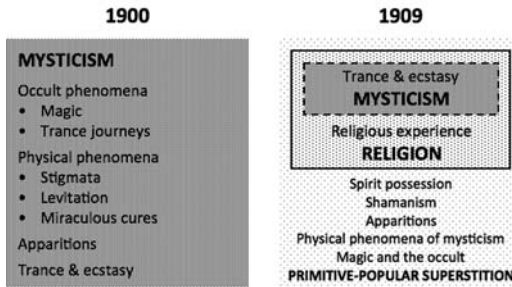 1900
MYSTICISM
Occult phenomena
• Magic
• Trance journeys
Physical phenomena
• Stigmata
• Levitation
• Miraculous cures
Apparitions
Trance & ecstasy
1909
Trance & ecstasy
MYSTICISM
Religious experience
RELIGION
Spirit possession
Shamanism
Apparitions
Physical phenomena of mysticism
Magic and the occult
PRIMITIVE-POPULAR SUPERSTITION